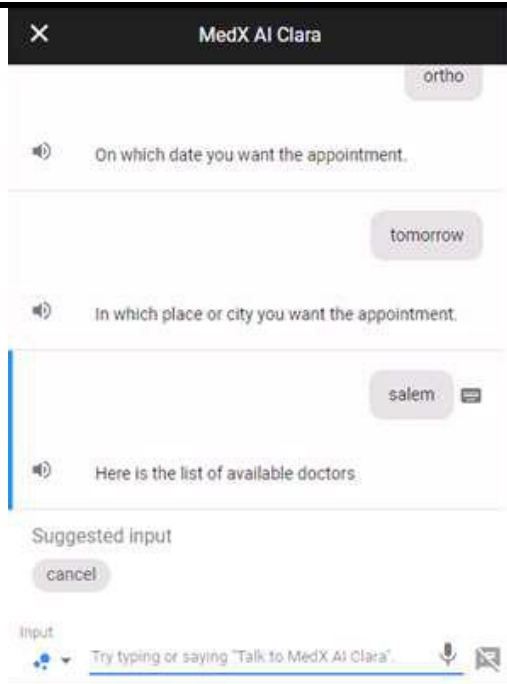 MedX AI Clara
ortho
On which date you want the appointment.
tomorrow
In which place or city you want the appointment.
salem
Here is the list of available doctors
Suggested input
cancel
Input
Try typing or saying "Talk to MedX AI Clara".